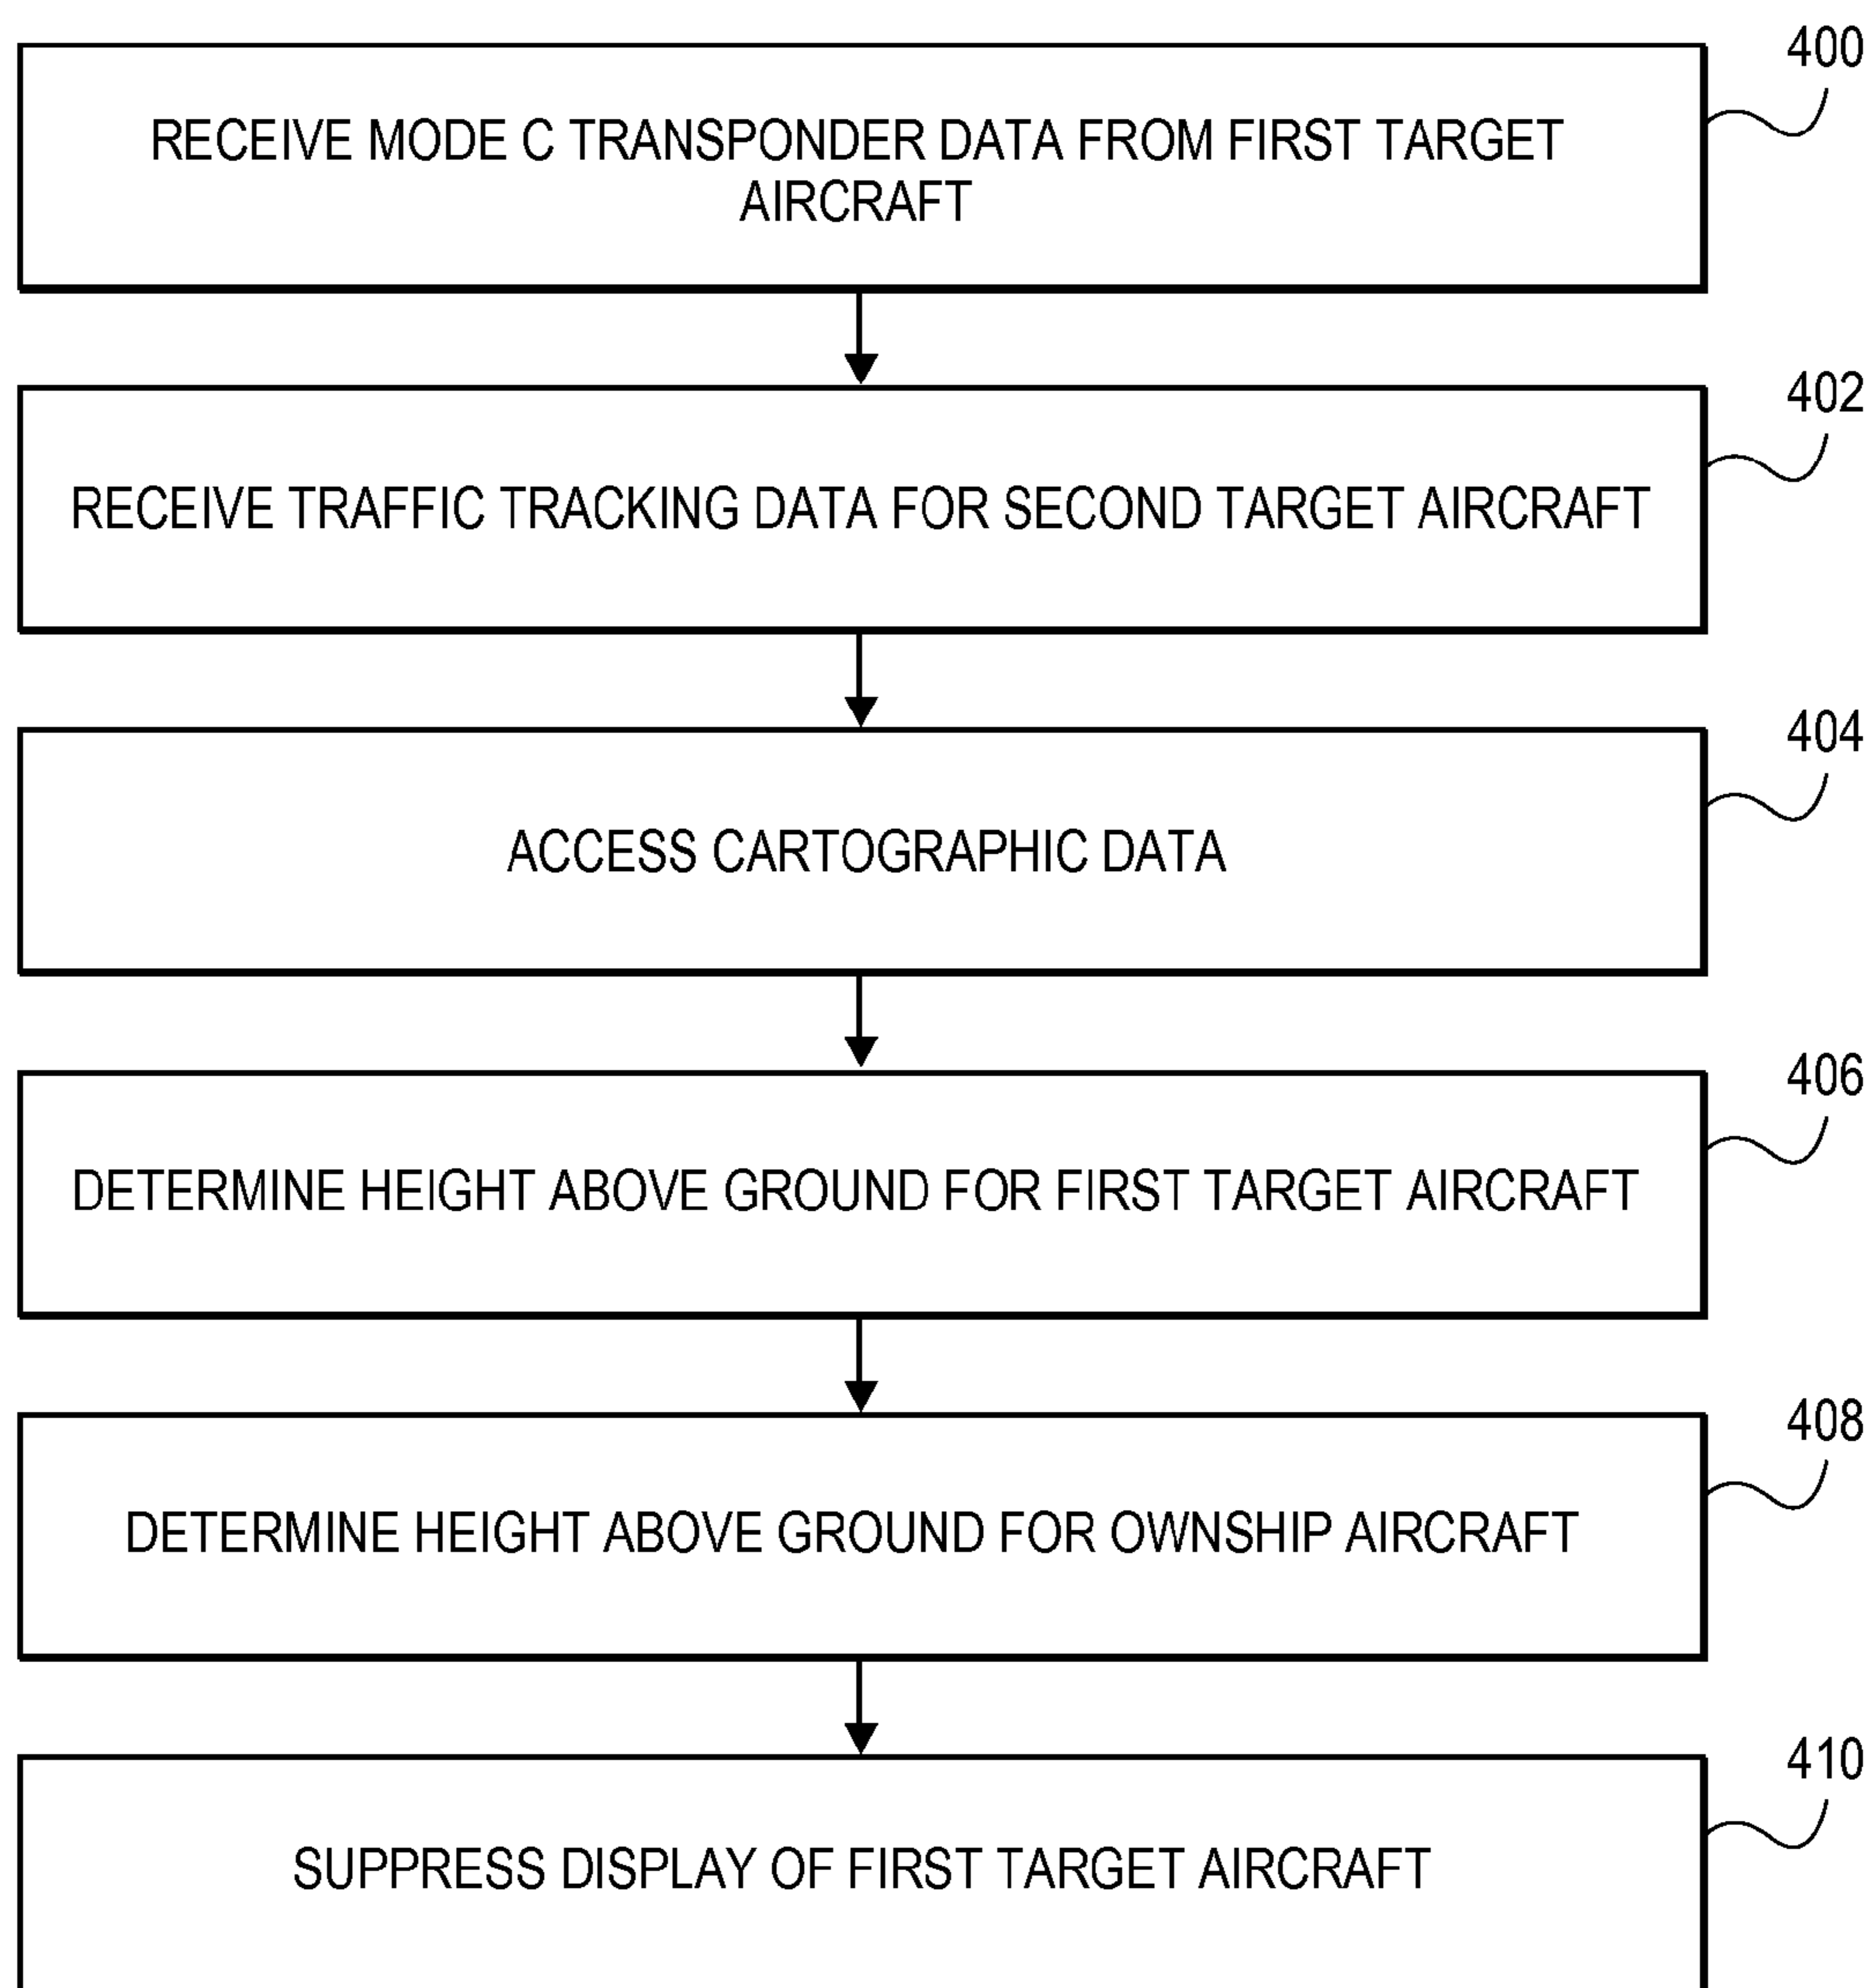 400
RECEIVE MODE C TRANSPONDER DATA FROM FIRST TARGET
AIRCRAFT
402
RECEIVE TRAFFIC TRACKING DATA FOR SECOND TARGET AIRCRAFT
404
ACCESS CARTOGRAPHIC DATA
406
DETERMINE HEIGHT ABOVE GROUND FOR FIRST TARGET AIRCRAFT
408
DETERMINE HEIGHT ABOVE GROUND FOR OWNSHIP AIRCRAFT
410
SUPPRESS DISPLAY OF FIRST TARGET AIRCRAFT